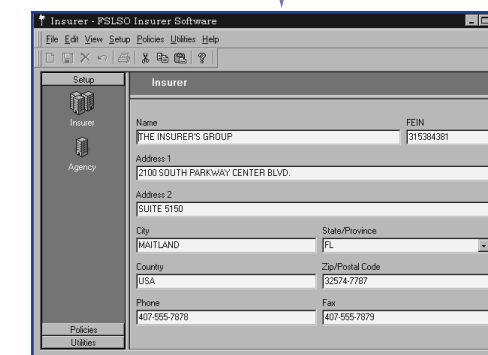 Insurer - FSLSO Insurer Software
File Edit View Setup Policies Utilities Help
Setup
Insurer
Agency
Policies
Utilities
Insurer
Name FEIN
THE INSURER'S GROUP 315384381
Address 1
2100 SOUTH PARKWAY CENTER BLVD.
Address 2
SUITE 5150
City State/Province
MAITLAND FL
Country Zip/Postal Code
USA 32574-7787
Phone Fax
407-555-7878 407-555-7879